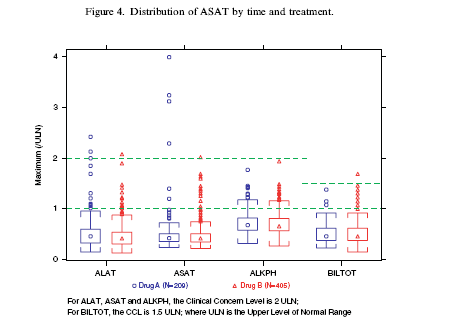 Figure 4. Distribution of ASAT by time and treatment.
4
3
2
1
0
Maximum (/ULN)
ALAT ASAT ALKPH BILTOT
Drug A (N=209) Drug B (N=405)
For ALAT, ASAT and ALKPH, the Clinical Concern Level is 2 ULN;
For BILTOT, the CCL is 1.5 ULN; where ULN is the Upper Level of Normal Range